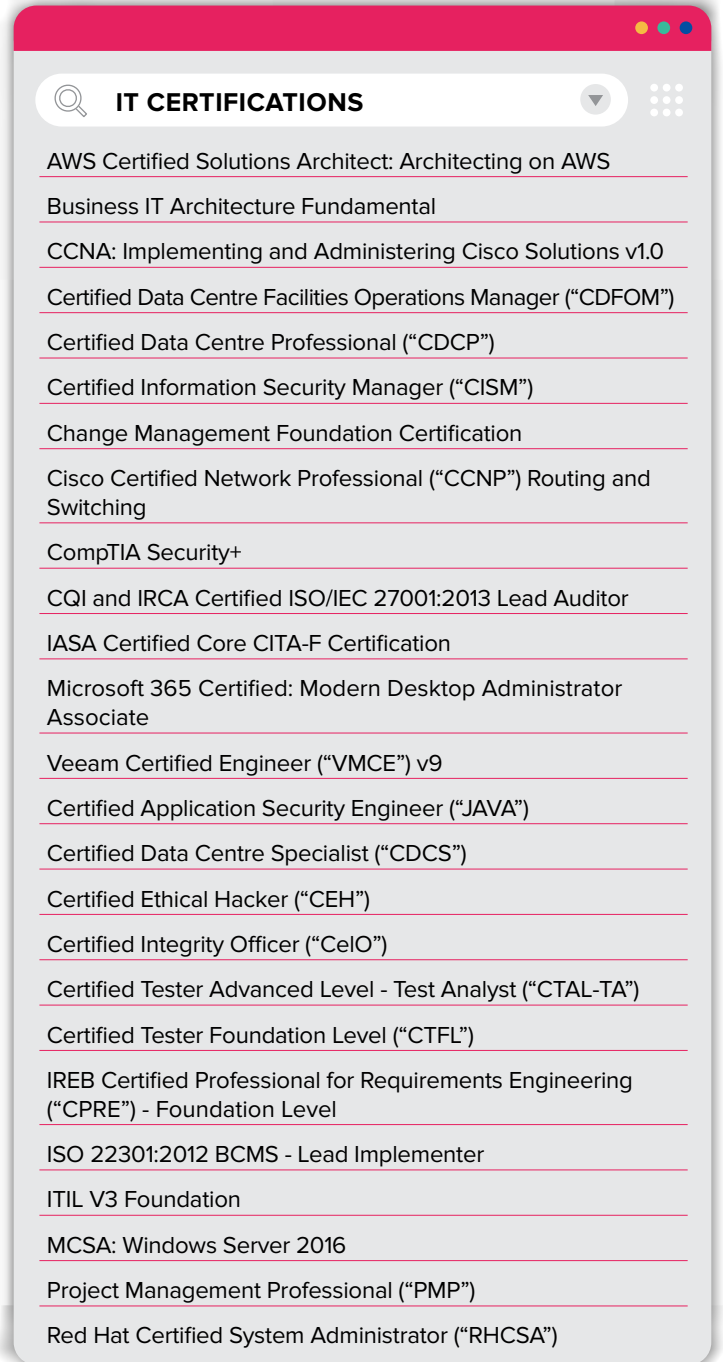 IT CERTIFICATIONS
AWS Certified Solutions Architect: Architecting on AWS
Business IT Architecture Fundamental
CCNA: Implementing and Administering Cisco Solutions v1.0
Certified Data Centre Facilities Operations Manager (“CDFOM”)
Certified Data Centre Professional (“CDCP”)
Certified Information Security Manager (“CISM”)
Change Management Foundation Certification
Cisco Certified Network Professional (“CCNP”) Routing and
Switching
CompTIA Security+
CQI and IRCA Certified ISO/IEC 27001:2013 Lead Auditor
IASA Certified Core CITA-F Certification
Microsoft 365 Certified: Modern Desktop Administrator
Associate
Veeam Certified Engineer (“VMCE”) v9
Certified Application Security Engineer (“JAVA”)
Certified Data Centre Specialist (“CDCS”)
Certified Ethical Hacker (“CEH”)
Certified Integrity Officer (“CeIO”)
Certified Tester Advanced Level - Test Analyst (“CTAL-TA”)
Certified Tester Foundation Level (“CTFL”)
IREB Certified Professional for Requirements Engineering
(“CPRE”) - Foundation Level
ISO 22301:2012 BCMS - Lead Implementer
ITIL V3 Foundation
MCSA: Windows Server 2016
Project Management Professional (“PMP”)
Red Hat Certified System Administrator (“RHCSA”)